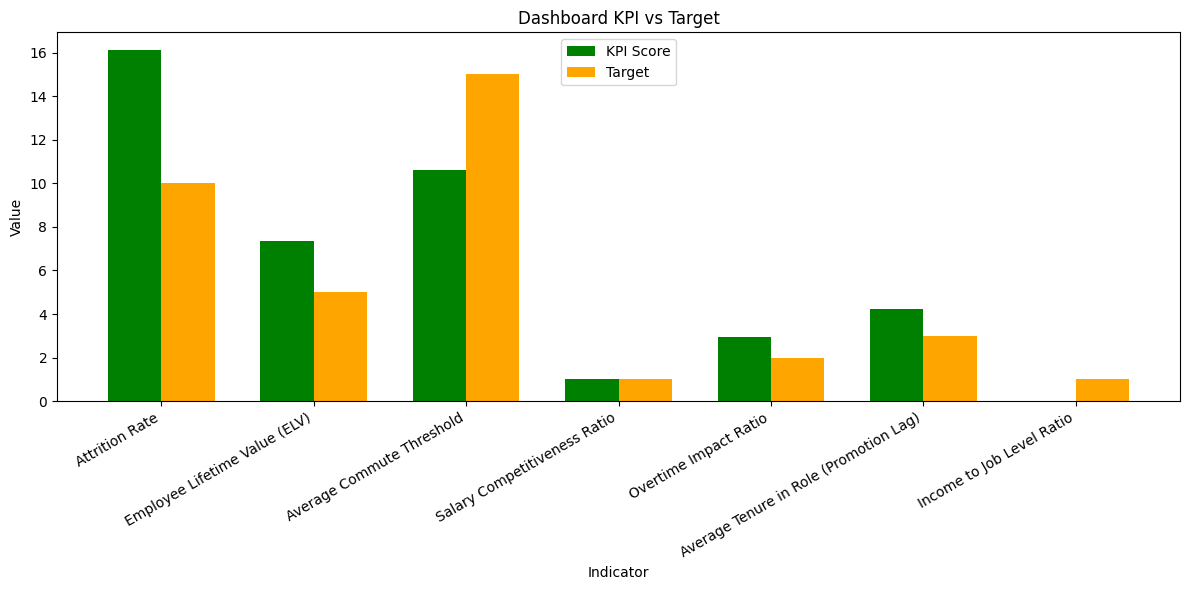 Dashboard KPI vs Target
KPI Score
Target
Value
16
14
12
10
8
6
4
2
0
Attrition Rate
Employee Lifetime Value (ELV)
Average Commute Threshold
Salary Competitiveness Ratio
Overtime Impact Ratio
Average Tenure in Role (Promotion Lag)
Income to Job Level Ratio
Indicator